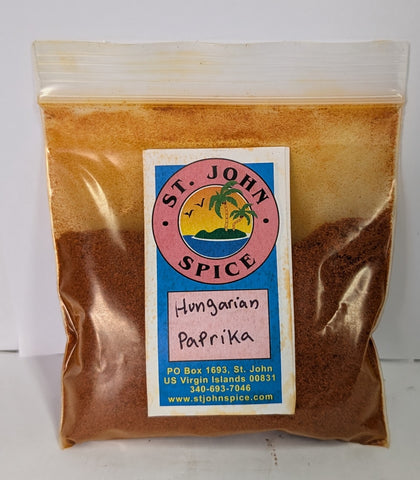 ST. JOHN
SPICE
Hungarian
Paprika
PO Box 1693, St. John
US Virgin Islands 00831
340-693-7046
www.stjohnspice.com